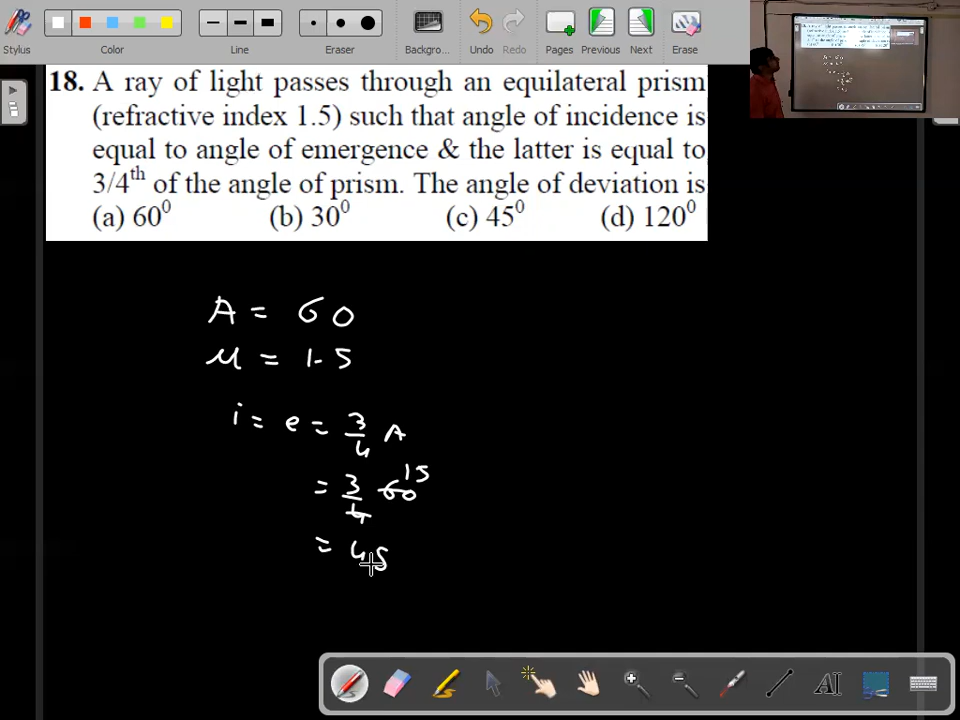 Stylus Color Line Eraser Backgro... Undo Redo Pages Previous Next Erase
18. A ray of light passes through an equilateral prism
(refractive index 1.5) such that angle of incidence is
equal to angle of emergence & the latter is equal to
3/4th of the angle of prism. The angle of deviation is
(a) 60⁰ (b) 30⁰ (c) 45⁰ (d) 120⁰
A = 60
μ = 1.5
i = e = 3/4 A
= 3/4 60 15
= 45
AI